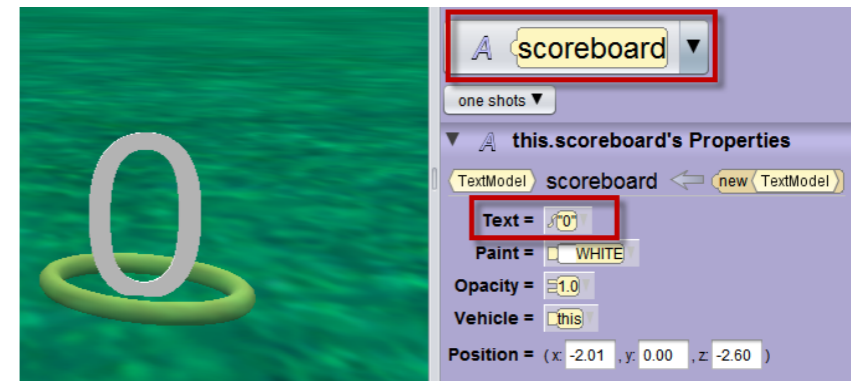 0
A scoreboard ▼
one shots ▼
▼ A this.scoreboard's Properties
TextModel scoreboard new TextModel
Text = "0"
Paint = WHITE
Opacity = 1.0
Vehicle = this
Position = ( x: -2.01 , y: 0.00 , z: -2.60 )